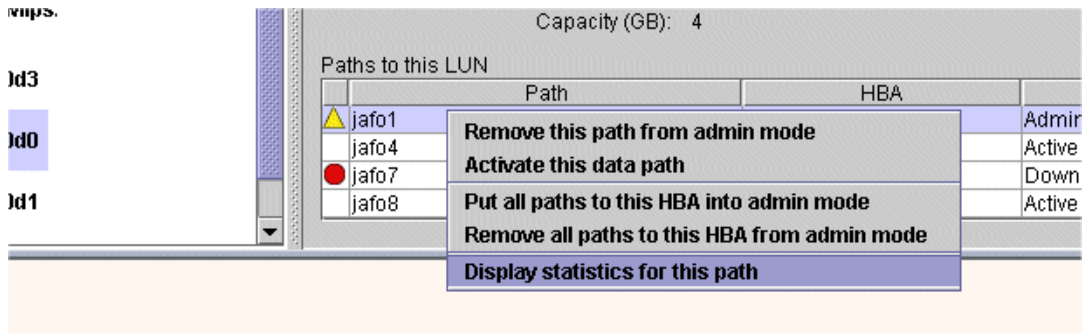 Capacity (GB): 4
Paths to this LUN
Path HBA
jafo1 Admin
jafo4 Active
jafo7 Down
jafo8 Active
d3
d0
d1
Remove this path from admin mode
Activate this data path
Put all paths to this HBA into admin mode
Remove all paths to this HBA from admin mode
Display statistics for this path